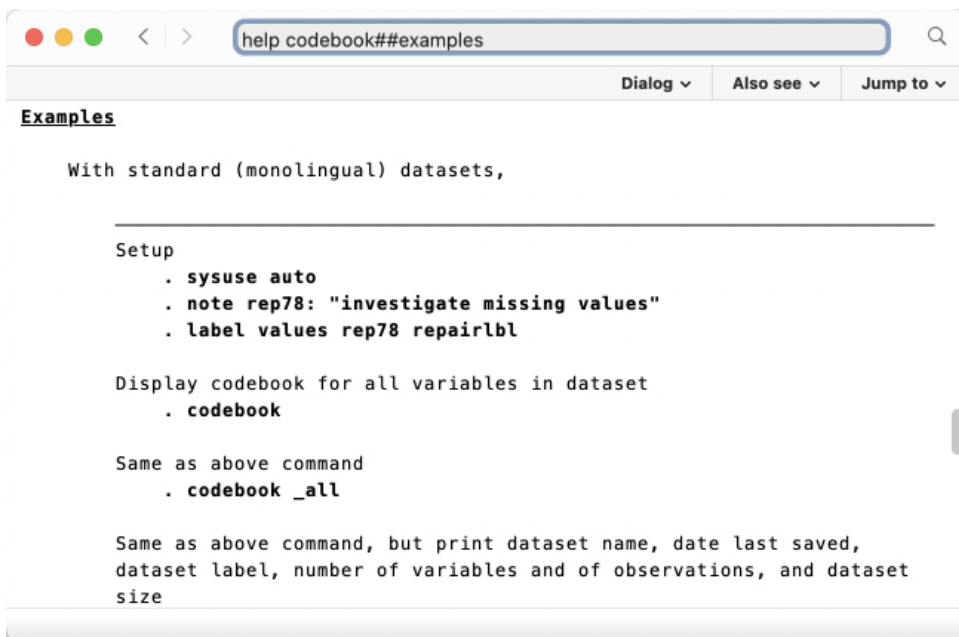 help codebook##examples
Dialog Also see Jump to
Examples
With standard (monolingual) datasets,
Setup
. sysuse auto
. note rep78: "investigate missing values"
. label values rep78 repairlbl
Display codebook for all variables in dataset
. codebook
Same as above command
. codebook _all
Same as above command, but print dataset name, date last saved,
dataset label, number of variables and of observations, and dataset
size